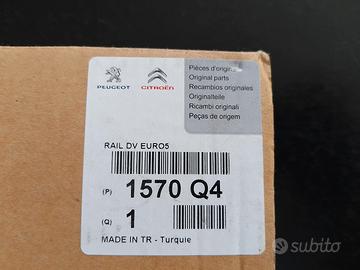 PEUGEOT
CITROËN
Pièces d'origine
Original parts
Recambios originales
Originalteile
Ricambi originali
Peças de origem
RAIL DV EURO5
(P) 1570 Q4
(Q) 1
MADE IN TR - Turquie
subito